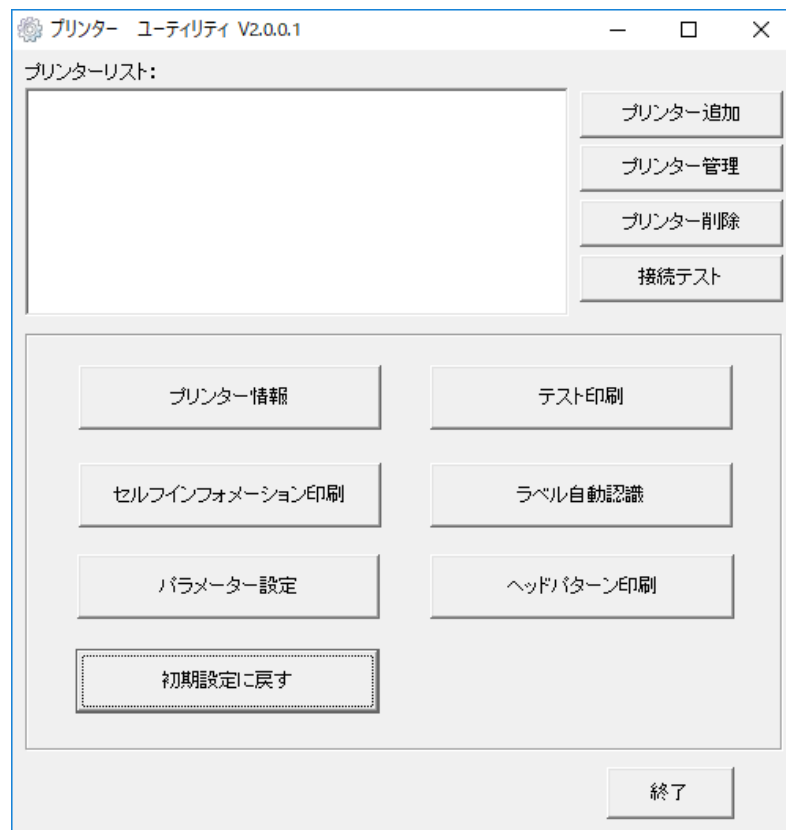 プリンター　ユーティリティ V2.0.0.1
プリンターリスト:
プリンター追加
プリンター管理
プリンター削除
接続テスト
プリンター情報
テスト印刷
セルフインフォメーション印刷
ラベル自動認識
パラメーター設定
ヘッドパターン印刷
初期設定に戻す
終了